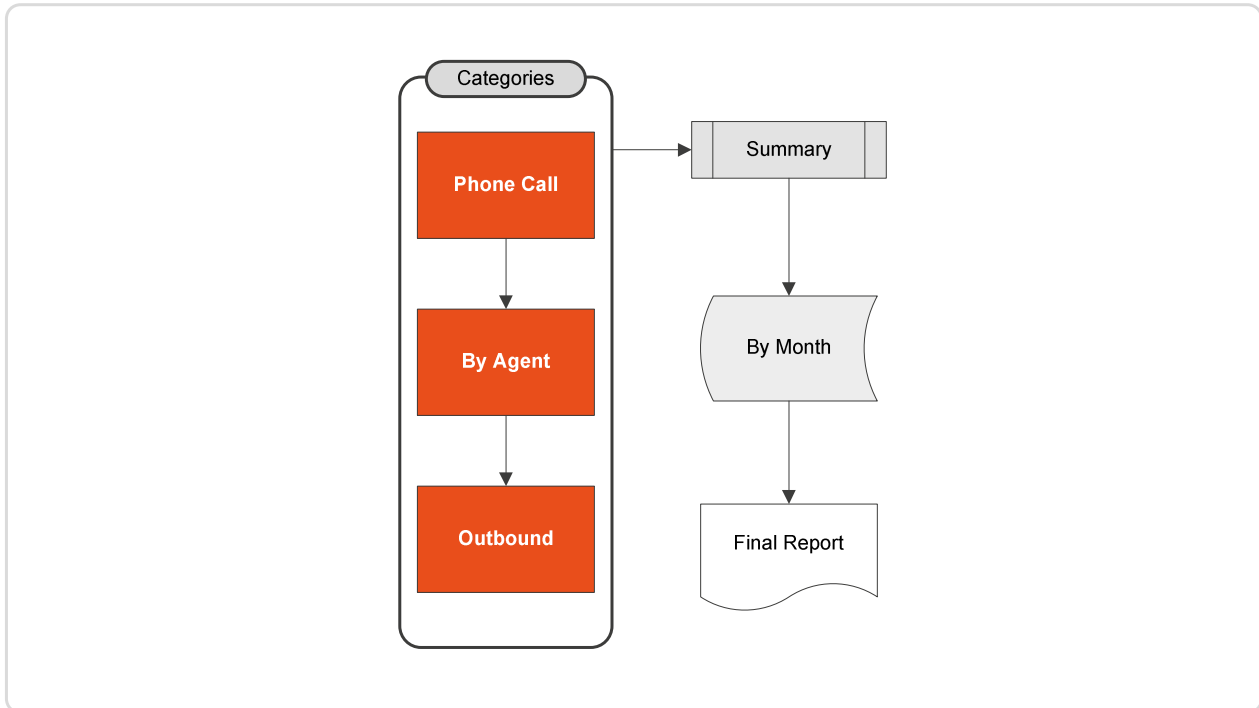 Categories
Phone Call
By Agent
Outbound
Summary
By Month
Final Report